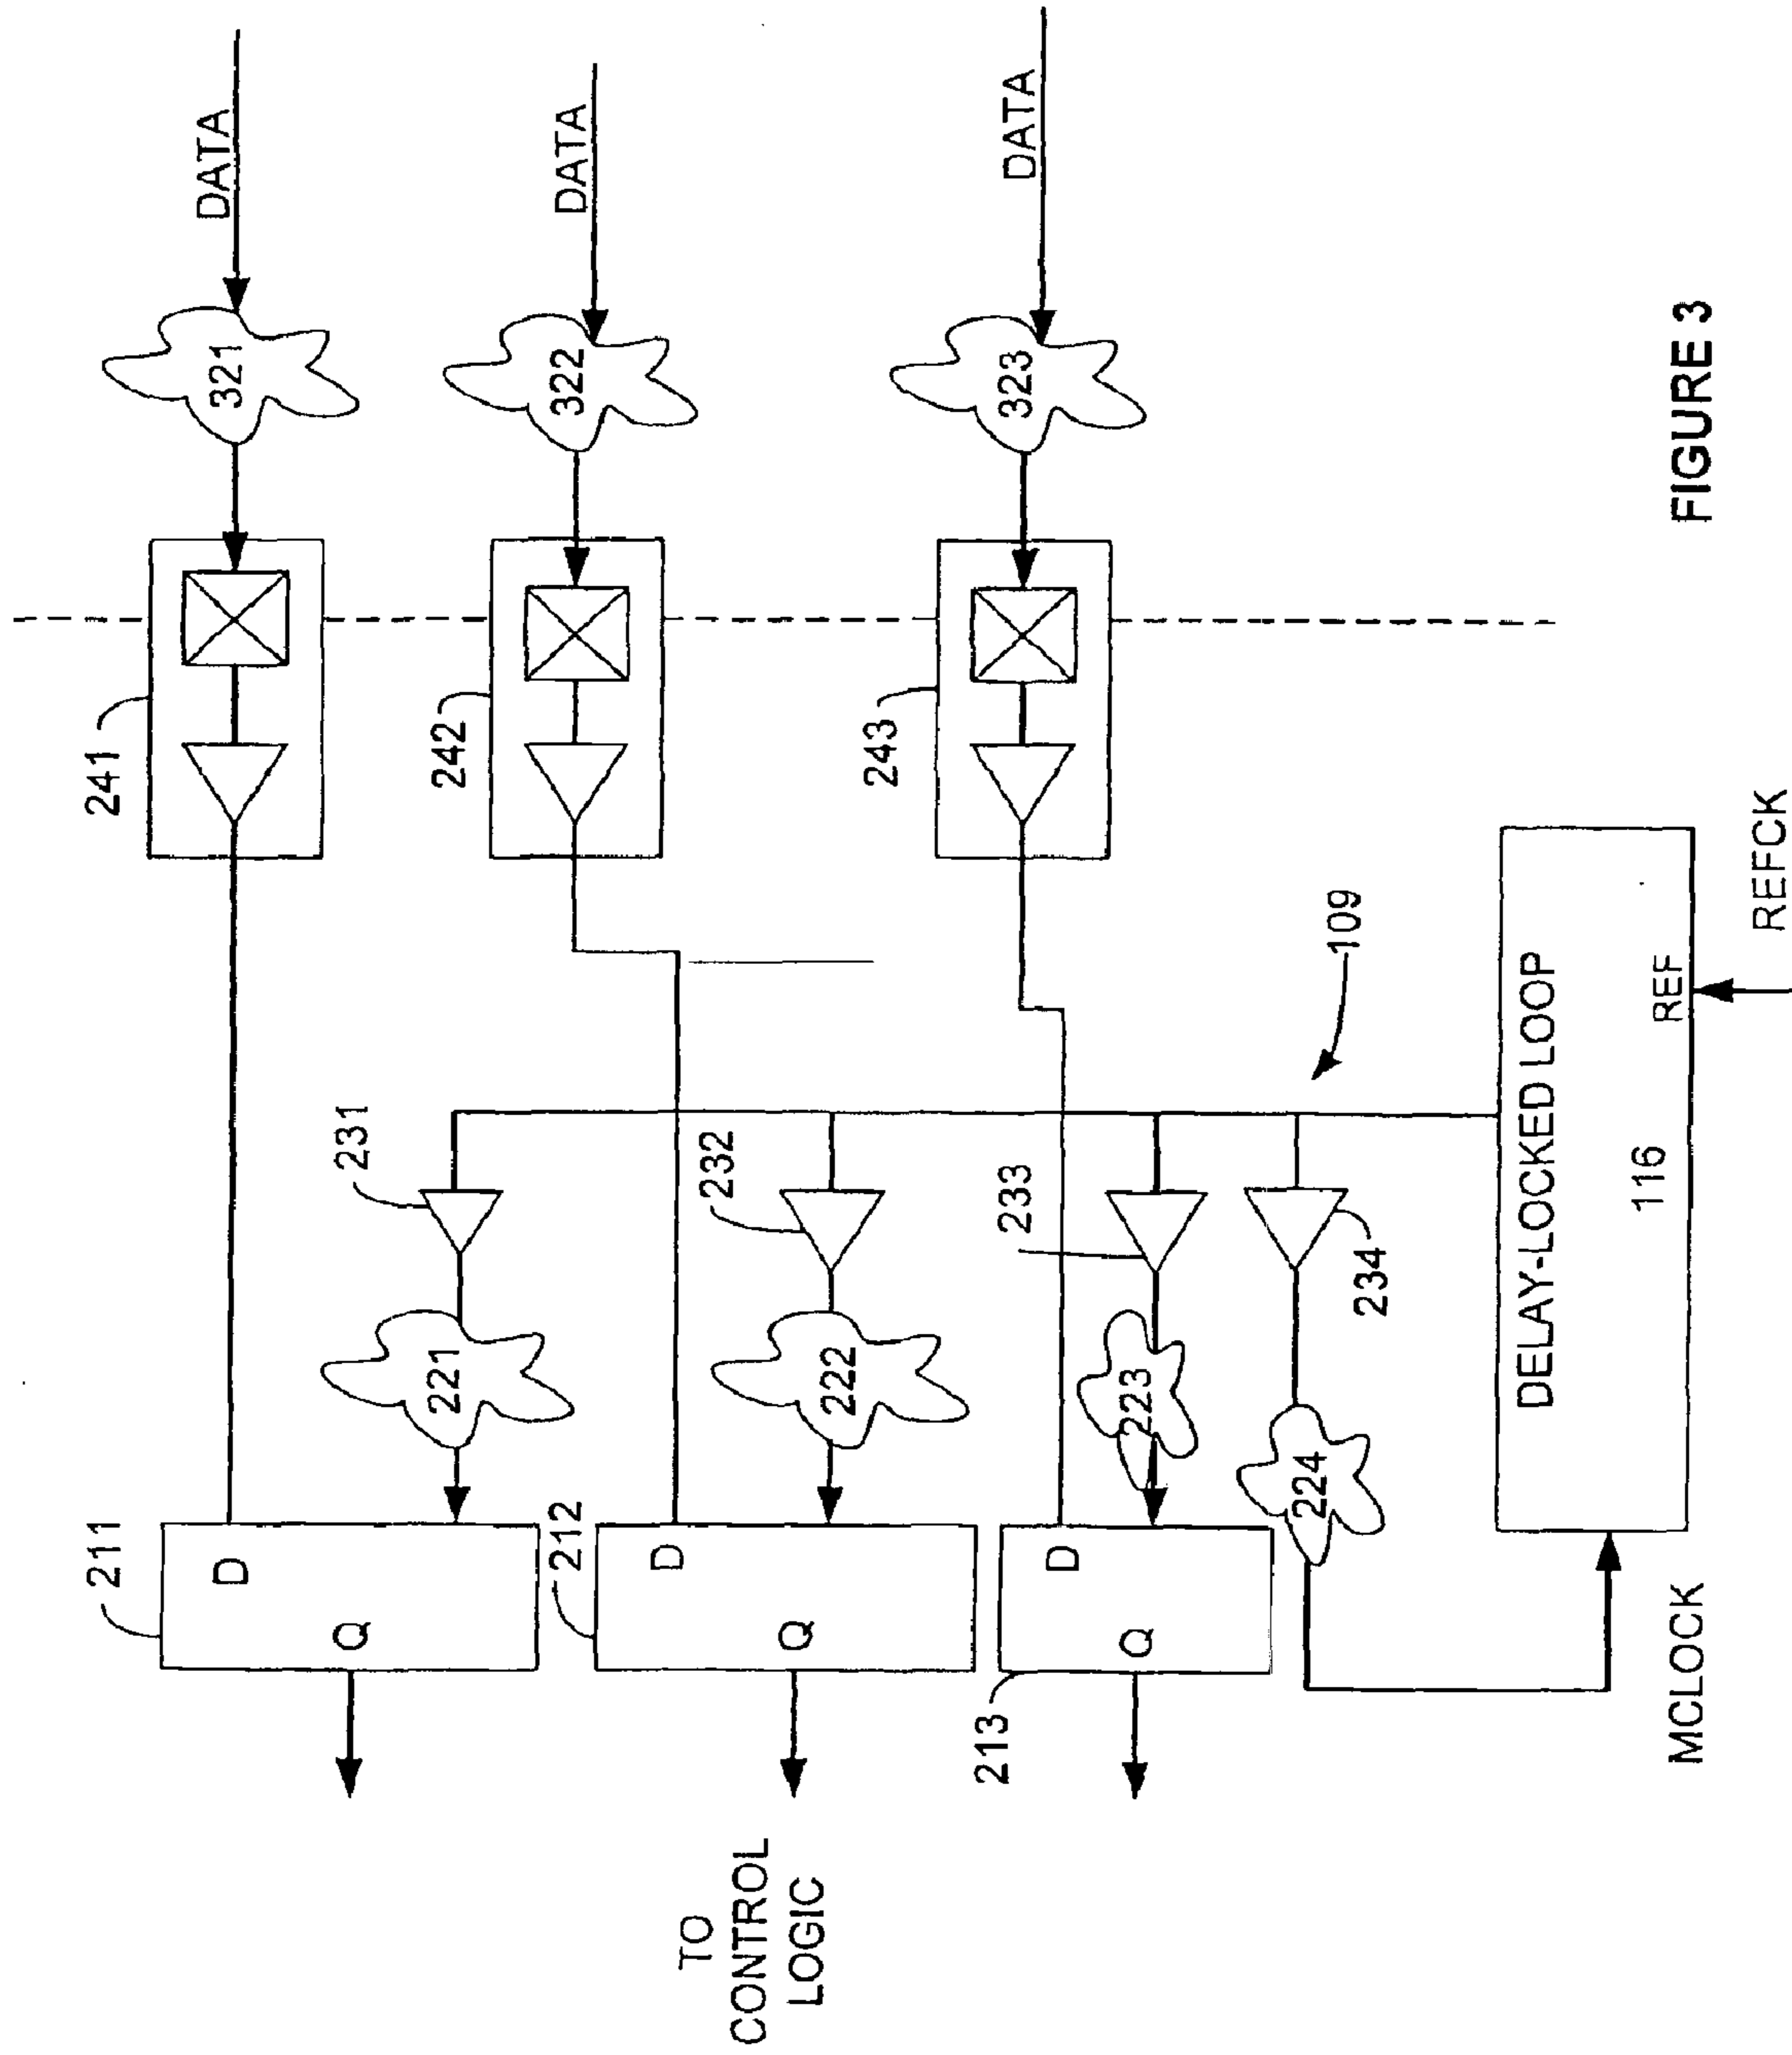 DATA
DATA
DATA
321
322
323
241
242
243
231
232
233
234
109
221
222
223
224
211
212
213
D
Q
D
Q
D
Q
DELAY-LOCKED LOOP
116
REF
REFCK
MCLOCK
TO
CONTROL
LOGIC
FIGURE 3